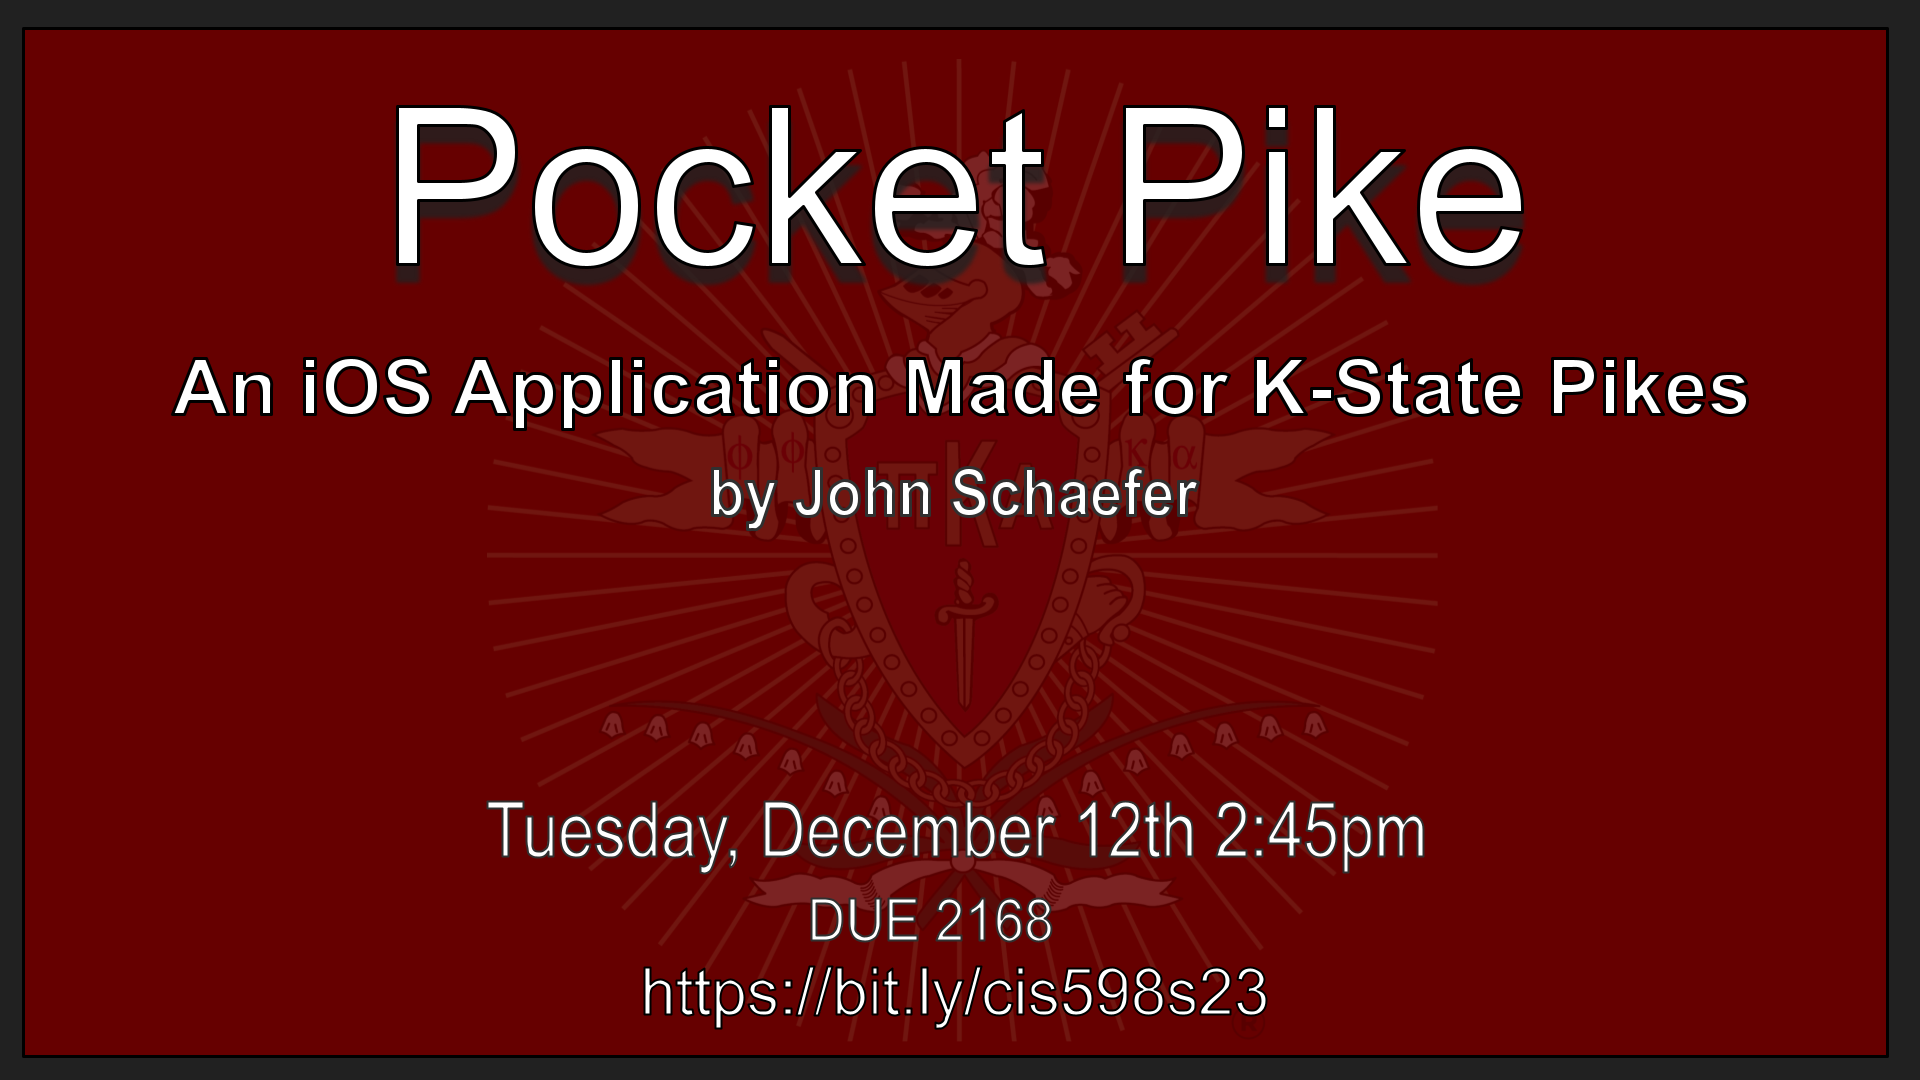 Pocket Pike
An iOS Application Made for K-State Pikes
Φ Φ Κ Α
ΠΚΑ
by John Schaefer
Tuesday, December 12th 2:45pm
DUE 2168
https://bit.ly/cis598s23